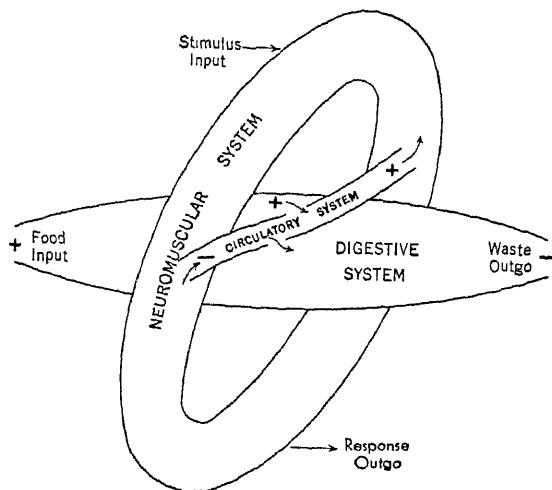 Stimulus
Input
NEUROMUSCULAR SYSTEM
+
+
CIRCULATORY SYSTEM
+ Food
Input
−
DIGESTIVE
SYSTEM
Waste
Outgo −
Response
Outgo